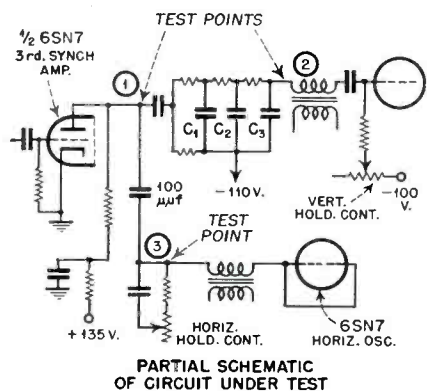 TEST POINTS
½ 6SN7
3rd. SYNCH
AMP.
1
2
C1
C2
C3
100
μμf
-110 V.
VERT.
HOLD. CONT.
-100
V.
TEST
POINT
3
+135 V.
HORIZ.
HOLD. CONT.
6SN7
HORIZ. OSC.
PARTIAL SCHEMATIC
OF CIRCUIT UNDER TEST